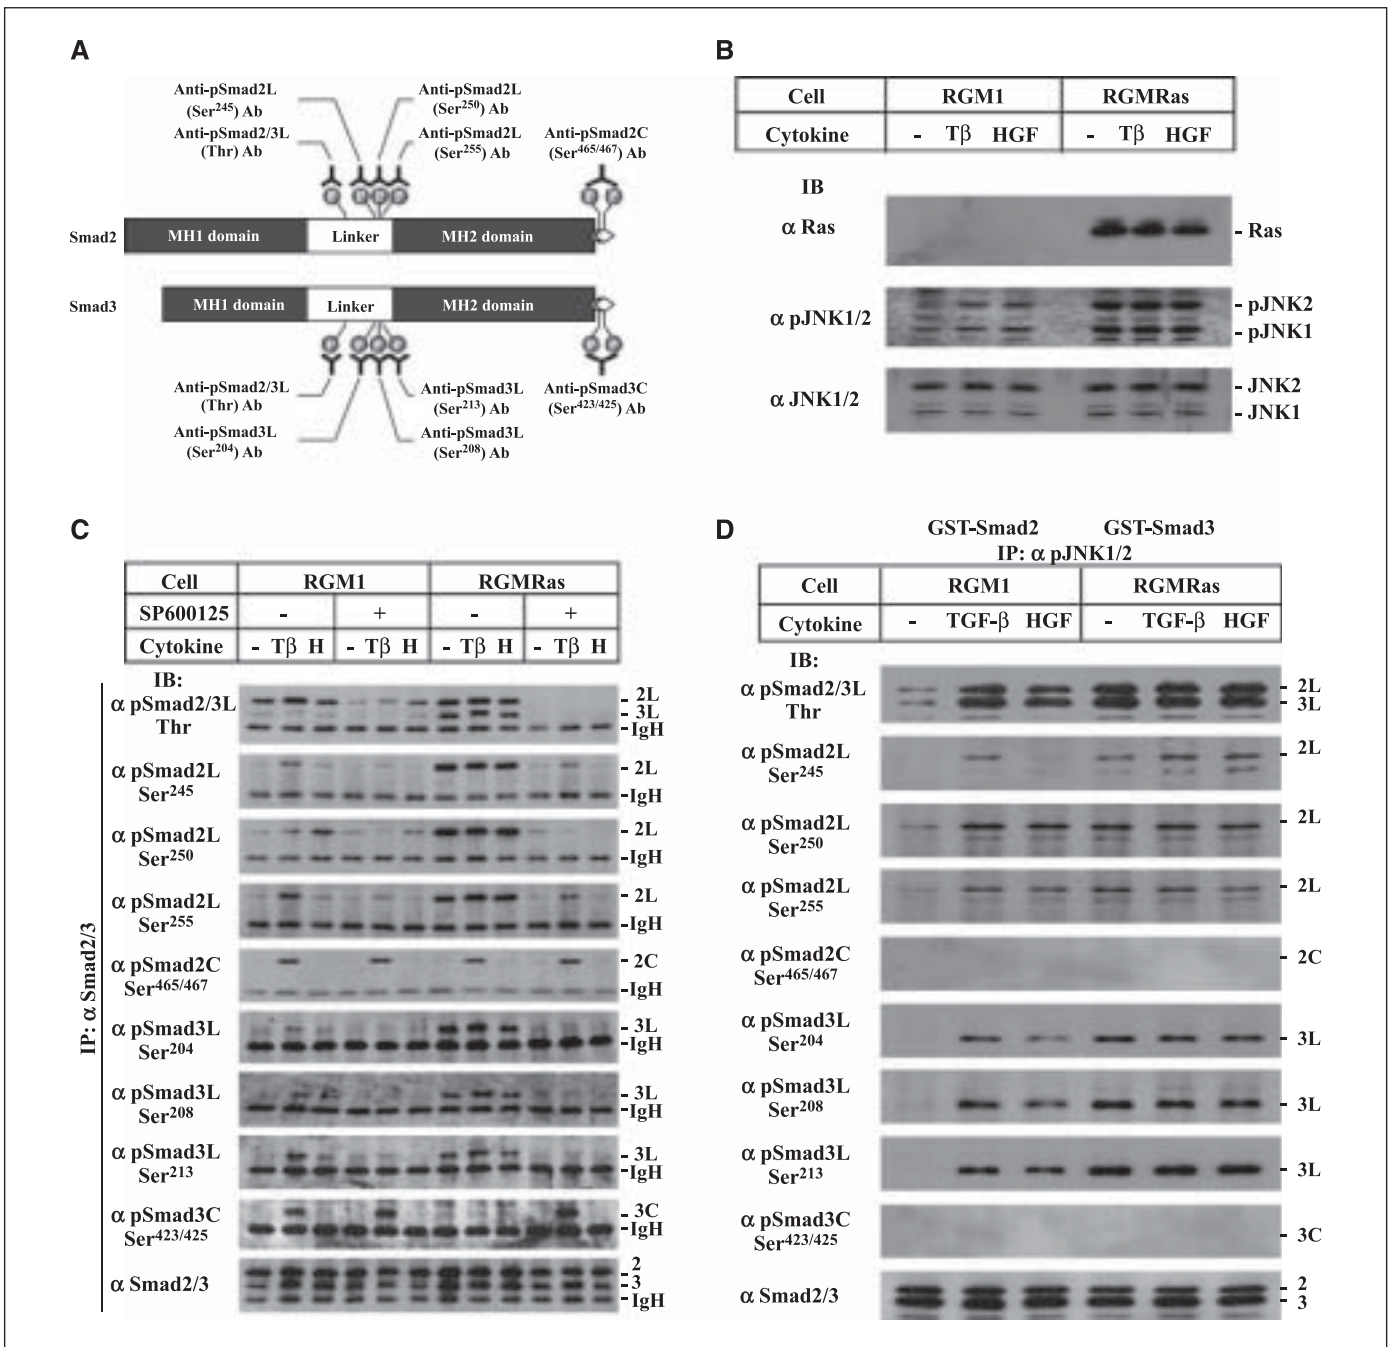 A
Anti-pSmad2L
(Ser245) Ab
Anti-pSmad2L
(Ser250) Ab
Anti-pSmad2/3L
(Thr) Ab
Anti-pSmad2L
(Ser255) Ab
Anti-pSmad2C
(Ser465/467) Ab
Smad2
MH1 domain
Linker
MH2 domain
Smad3
MH1 domain
Linker
MH2 domain
Anti-pSmad2/3L
(Thr) Ab
Anti-pSmad3L
(Ser213) Ab
Anti-pSmad3C
(Ser423/425) Ab
Anti-pSmad3L
(Ser204) Ab
Anti-pSmad3L
(Ser208) Ab
B
Cell RGM1 RGMRas
Cytokine - Tβ HGF - Tβ HGF
IB
α Ras - Ras
α pJNK1/2 - pJNK2
- pJNK1
α JNK1/2 - JNK2
- JNK1
C
Cell RGM1 RGMRas
SP600125 - + - +
Cytokine - Tβ H - Tβ H - Tβ H - Tβ H
IP: α Smad2/3
IB:
α pSmad2/3L
Thr
- 2L
- 3L
-IgH
α pSmad2L
Ser245
- 2L
-IgH
α pSmad2L
Ser250
- 2L
-IgH
α pSmad2L
Ser255
- 2L
-IgH
α pSmad2C
Ser465/467
- 2C
-IgH
α pSmad3L
Ser204
- 3L
-IgH
α pSmad3L
Ser208
- 3L
-IgH
α pSmad3L
Ser213
- 3L
-IgH
α pSmad3C
Ser423/425
- 3C
-IgH
α Smad2/3
- 2
- 3
- IgH
D
GST-Smad2 GST-Smad3
IP: α pJNK1/2
Cell RGM1 RGMRas
Cytokine - TGF-β HGF - TGF-β HGF
IB:
α pSmad2/3L
Thr
- 2L
- 3L
α pSmad2L
Ser245
- 2L
α pSmad2L
Ser250
- 2L
α pSmad2L
Ser255
- 2L
α pSmad2C
Ser465/467
- 2C
α pSmad3L
Ser204
- 3L
α pSmad3L
Ser208
- 3L
α pSmad3L
Ser213
- 3L
α pSmad3C
Ser423/425
- 3C
α Smad2/3
- 2
- 3